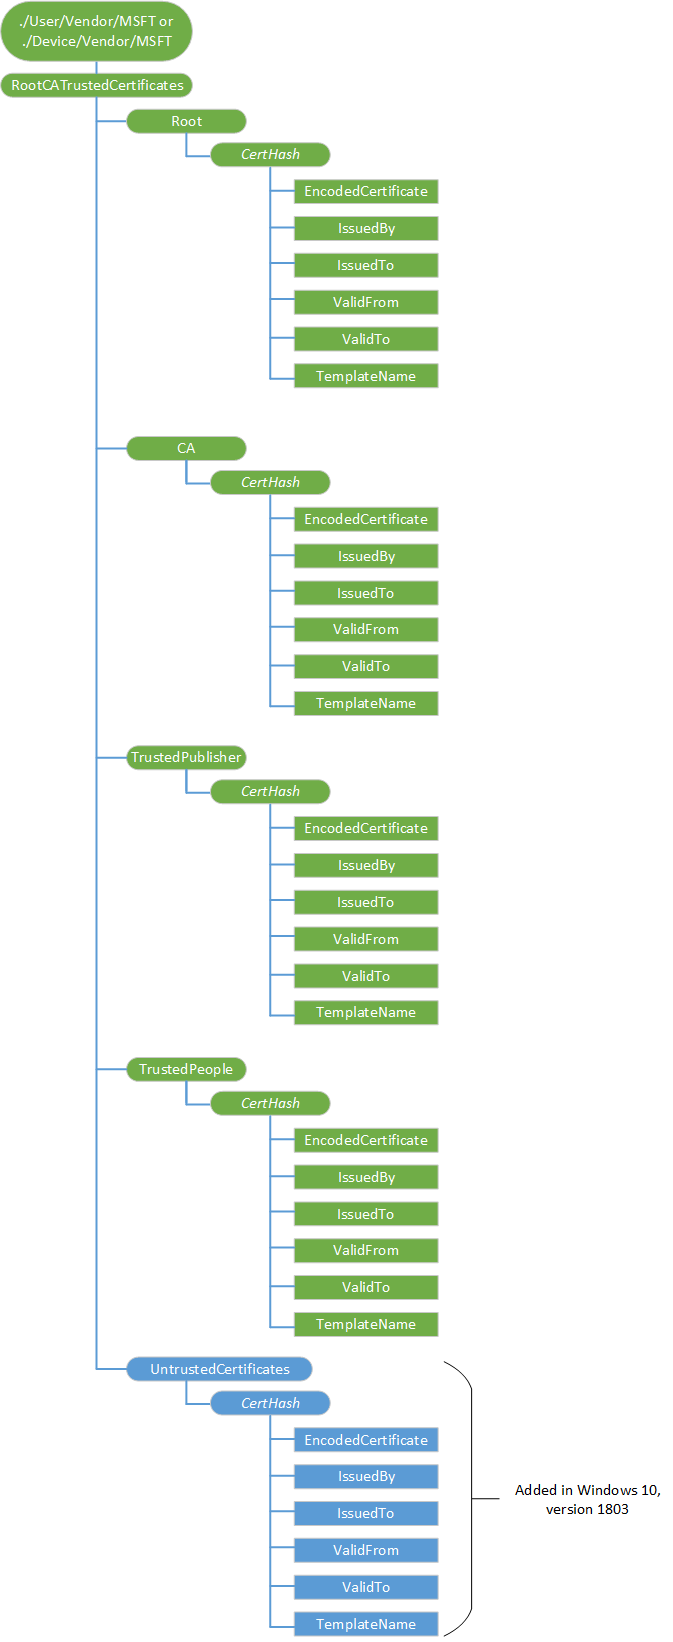 ./User/Vendor/MSFT or
./Device/Vendor/MSFT
RootCATrustedCertificates
Root
CertHash
EncodedCertificate
IssuedBy
IssuedTo
ValidFrom
ValidTo
TemplateName
CA
CertHash
EncodedCertificate
IssuedBy
IssuedTo
ValidFrom
ValidTo
TemplateName
TrustedPublisher
CertHash
EncodedCertificate
IssuedBy
IssuedTo
ValidFrom
ValidTo
TemplateName
TrustedPeople
CertHash
EncodedCertificate
IssuedBy
IssuedTo
ValidFrom
ValidTo
TemplateName
UntrustedCertificates
CertHash
EncodedCertificate
IssuedBy
IssuedTo
ValidFrom
ValidTo
TemplateName
Added in Windows 10,
version 1803